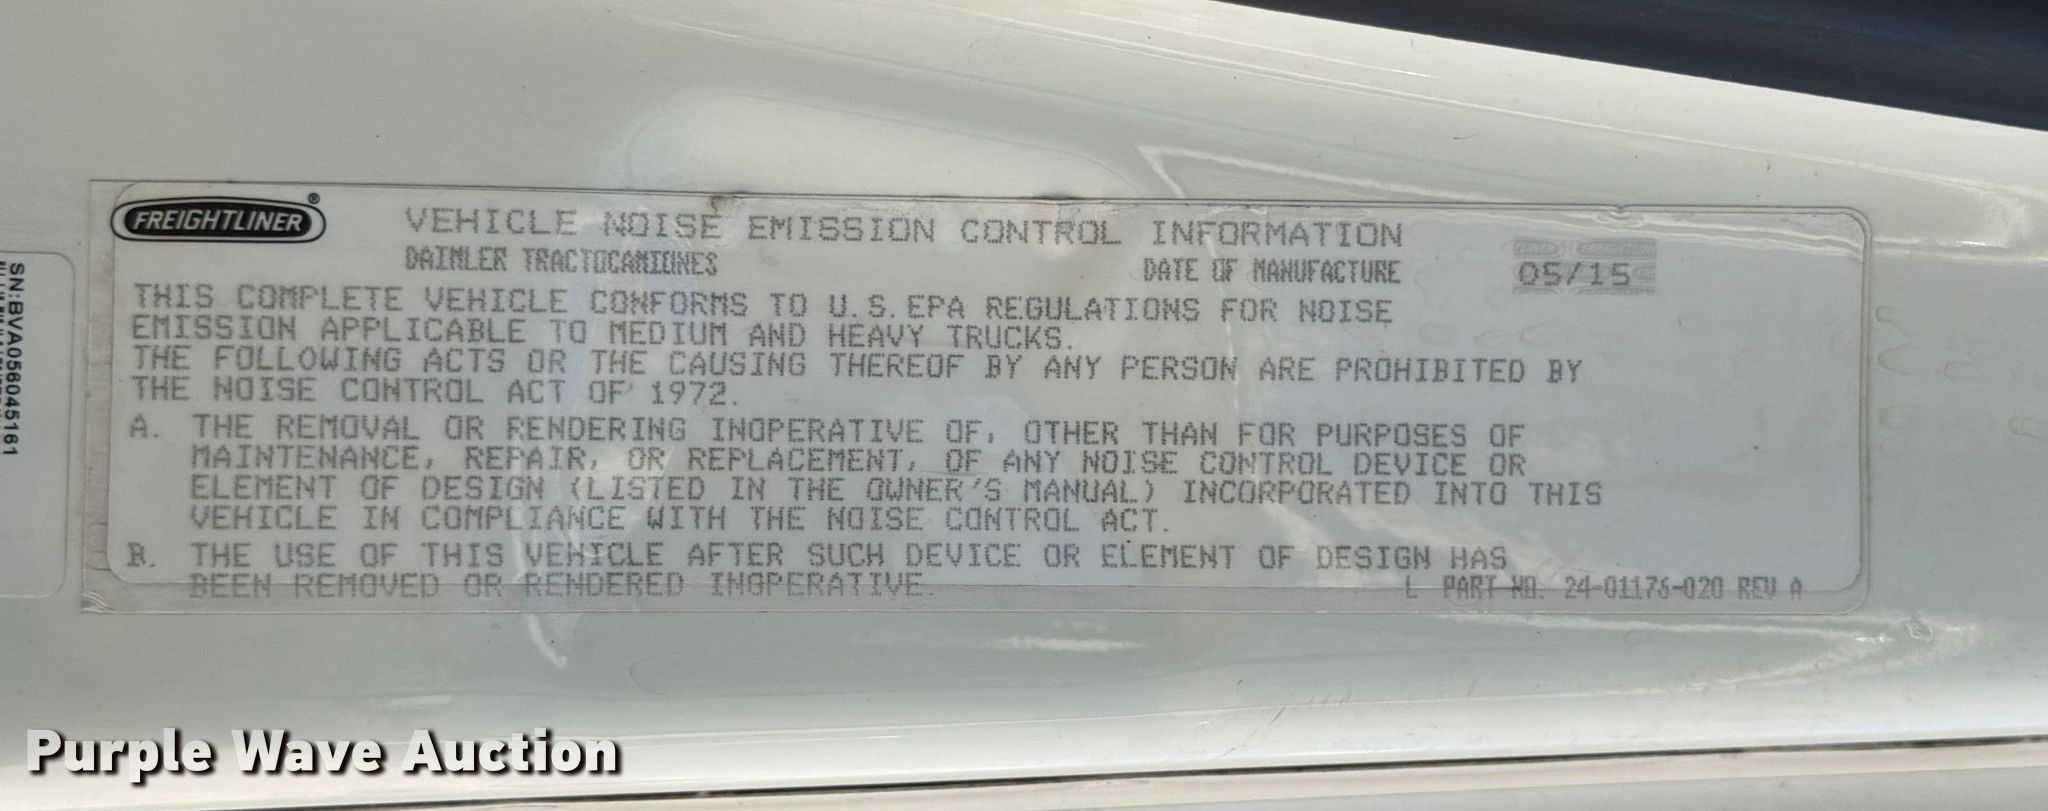 FREIGHTLINER®
VEHICLE NOISE EMISSION CONTROL INFORMATION
DAIMLER TRACTOCAMIONES DATE OF MANUFACTURE 05/15
THIS COMPLETE VEHICLE CONFORMS TO U.S.EPA REGULATIONS FOR NOISE
EMISSION APPLICABLE TO MEDIUM AND HEAVY TRUCKS.
THE FOLLOWING ACTS OR THE CAUSING THEREOF BY ANY PERSON ARE PROHIBITED BY
THE NOISE CONTROL ACT OF 1972.
A. THE REMOVAL OR RENDERING INOPERATIVE OF, OTHER THAN FOR PURPOSES OF
MAINTENANCE, REPAIR, OR REPLACEMENT, OF ANY NOISE CONTROL DEVICE OR
ELEMENT OF DESIGN (LISTED IN THE OWNER'S MANUAL) INCORPORATED INTO THIS
VEHICLE IN COMPLIANCE WITH THE NOISE CONTROL ACT.
B. THE USE OF THIS VEHICLE AFTER SUCH DEVICE OR ELEMENT OF DESIGN HAS
BEEN REMOVED OR RENDERED INOPERATIVE.
L PART NO. 24-01176-020 REV A
SN:BVA056045161
Purple Wave Auction